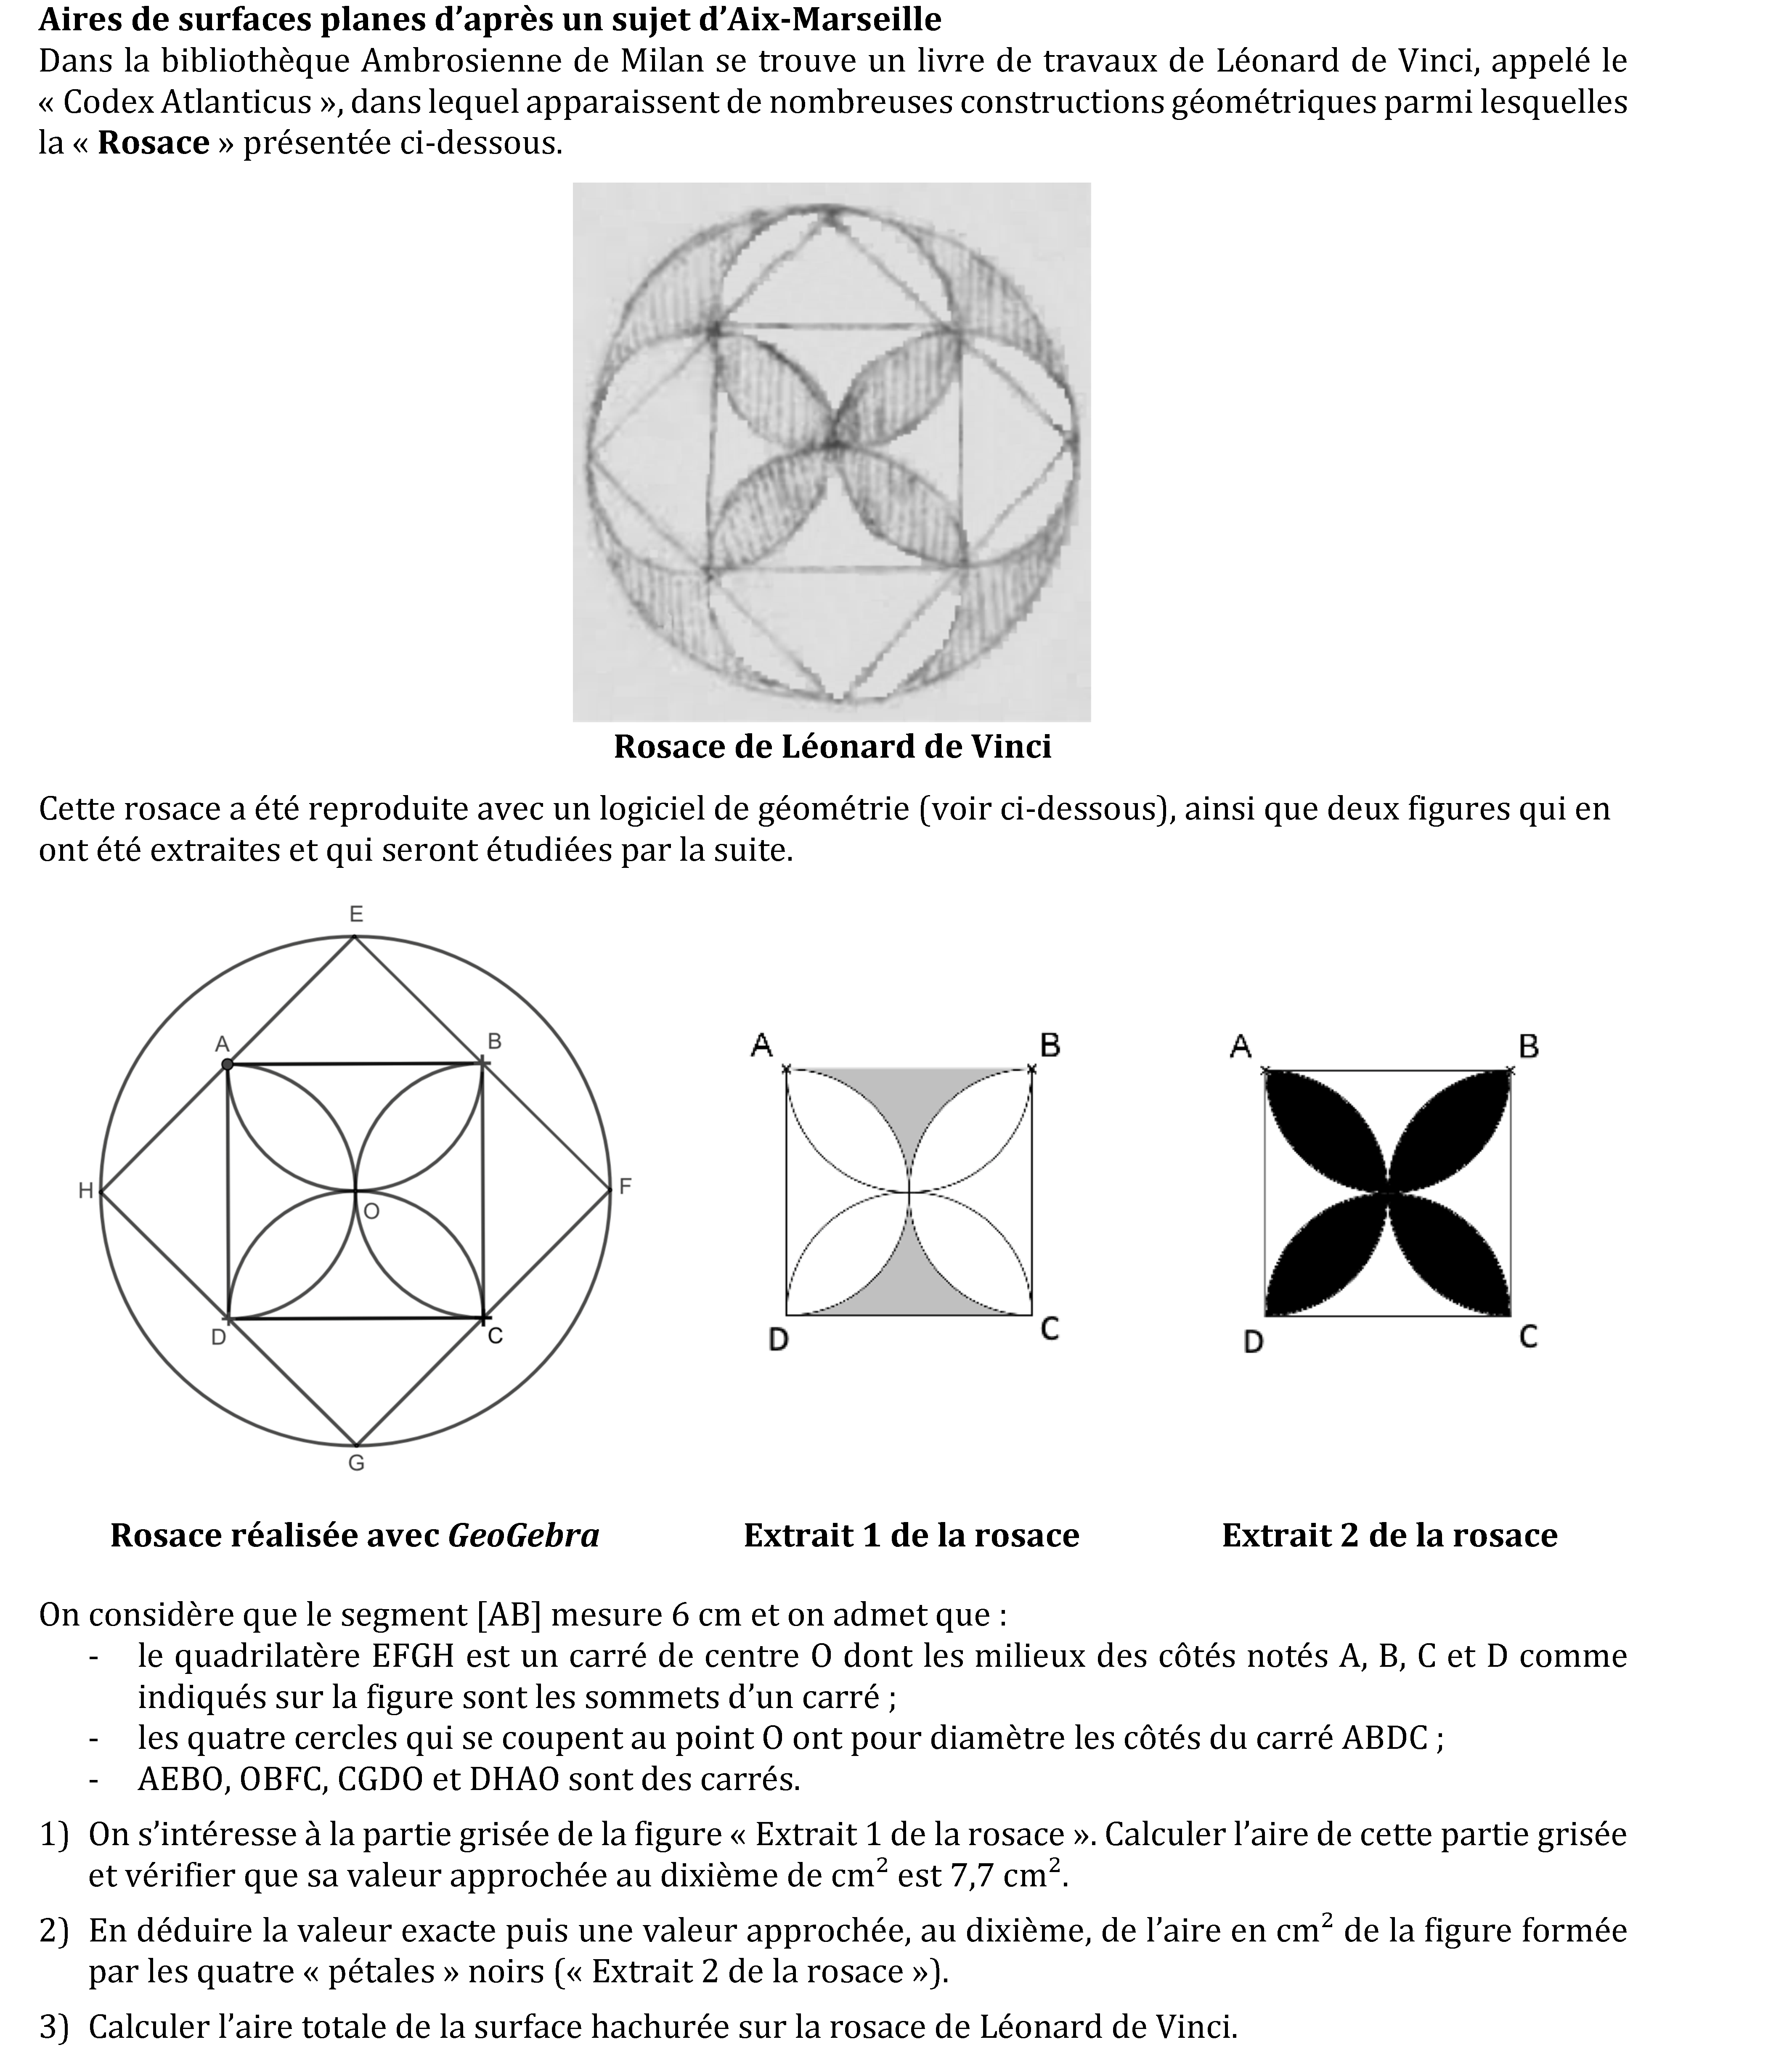 Aires de surfaces planes d’après un sujet d’Aix-Marseille
Dans la bibliothèque Ambrosienne de Milan se trouve un livre de travaux de Léonard de Vinci, appelé le
« Codex Atlanticus », dans lequel apparaissent de nombreuses constructions géométriques parmi lesquelles
la « Rosace » présentée ci-dessous.
Rosace de Léonard de Vinci
Cette rosace a été reproduite avec un logiciel de géométrie (voir ci-dessous), ainsi que deux figures qui en
ont été extraites et qui seront étudiées par la suite.
E
A
B
H
F
O
D
C
G
A
B
D
C
A
B
D
C
Rosace réalisée avec GeoGebra
Extrait 1 de la rosace
Extrait 2 de la rosace
On considère que le segment [AB] mesure 6 cm et on admet que :
- le quadrilatère EFGH est un carré de centre O dont les milieux des côtés notés A, B, C et D comme
indiqués sur la figure sont les sommets d’un carré ;
- les quatre cercles qui se coupent au point O ont pour diamètre les côtés du carré ABDC ;
- AEBO, OBFC, CGDO et DHAO sont des carrés.
1) On s’intéresse à la partie grisée de la figure « Extrait 1 de la rosace ». Calculer l’aire de cette partie grisée
et vérifier que sa valeur approchée au dixième de cm² est 7,7 cm².
2) En déduire la valeur exacte puis une valeur approchée, au dixième, de l’aire en cm² de la figure formée
par les quatre « pétales » noirs (« Extrait 2 de la rosace »).
3) Calculer l’aire totale de la surface hachurée sur la rosace de Léonard de Vinci.